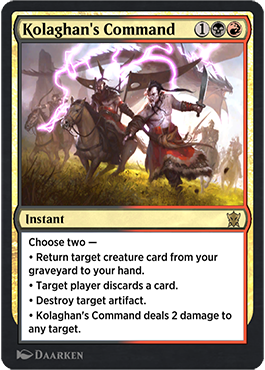 Kolaghan's Command 1
Instant
Choose two —
• Return target creature card from your
graveyard to your hand.
• Target player discards a card.
• Destroy target artifact.
• Kolaghan's Command deals 2 damage to
any target.
DAARKEN